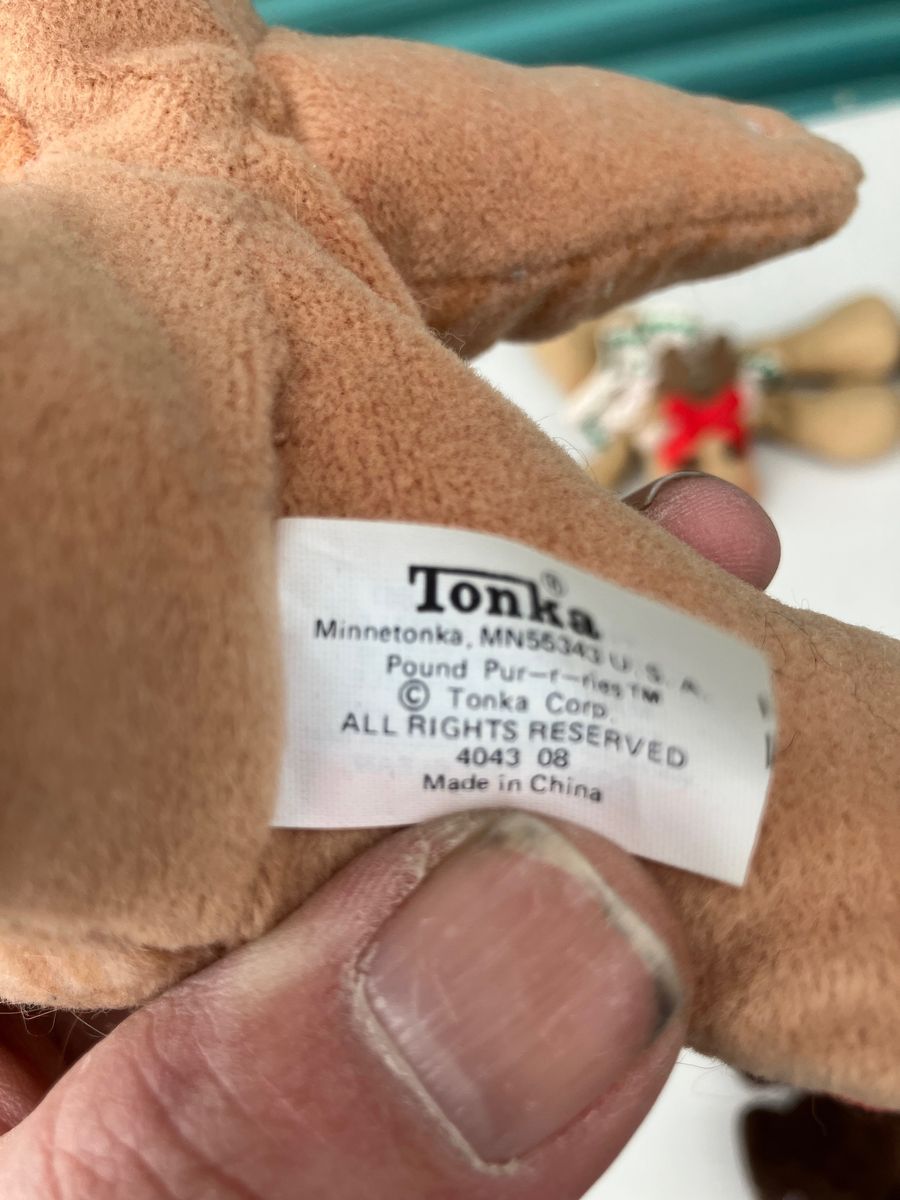 Tonka®
Minnetonka, MN55343 U.S.A.
Pound Pur-r-ries™
© Tonka Corp.
ALL RIGHTS RESERVED
4043 08
Made in China